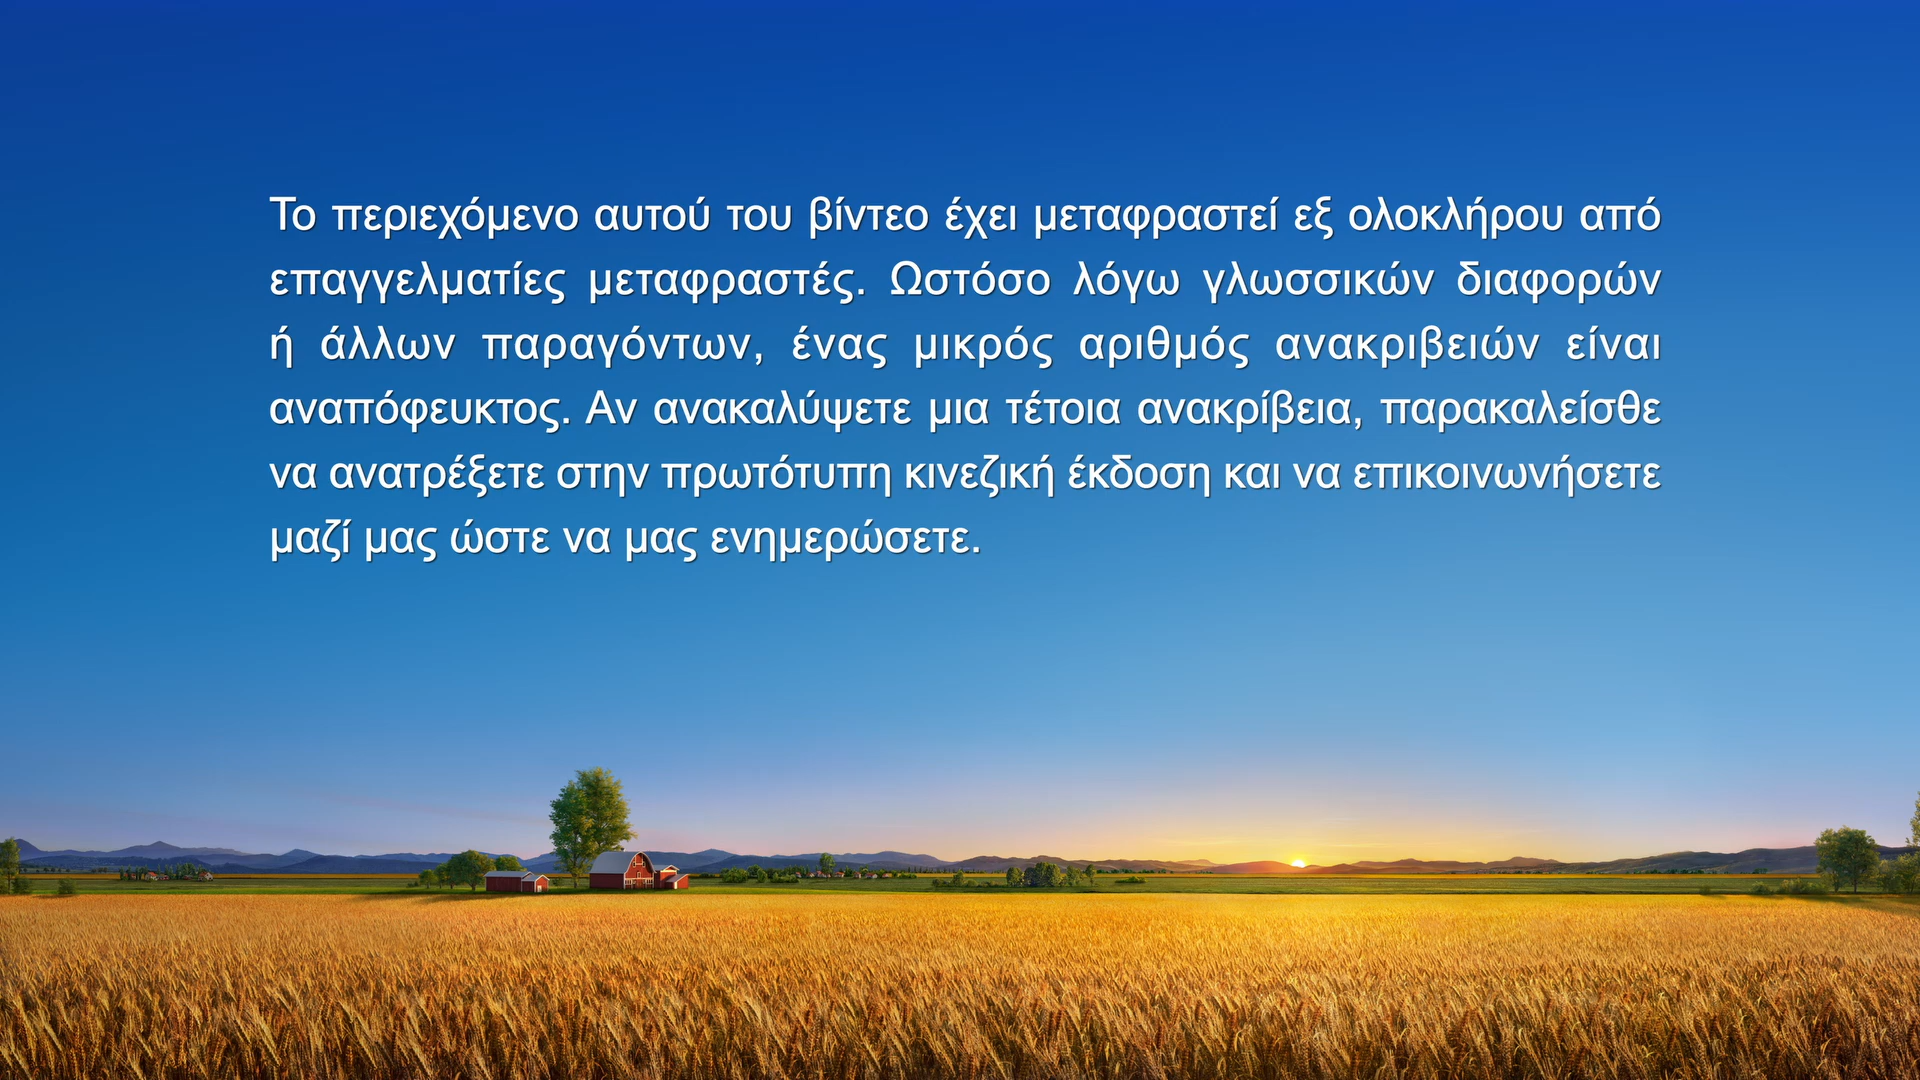 Το περιεχόμενο αυτού του βίντεο έχει μεταφραστεί εξ ολοκλήρου από
επαγγελματίες μεταφραστές. Ωστόσο λόγω γλωσσικών διαφορών
ή άλλων παραγόντων, ένας μικρός αριθμός ανακριβειών είναι
αναπόφευκτος. Αν ανακαλύψετε μια τέτοια ανακρίβεια, παρακαλείσθε
να ανατρέξετε στην πρωτότυπη κινεζική έκδοση και να επικοινωνήσετε
μαζί μας ώστε να μας ενημερώσετε.